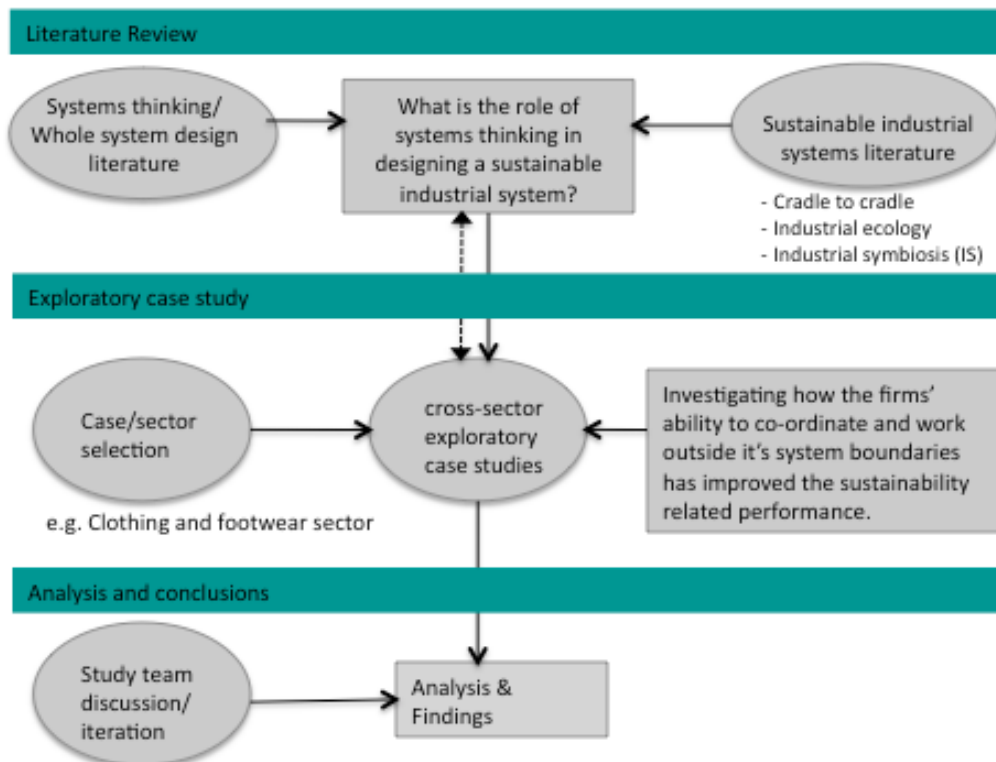 Literature Review
Systems thinking/
Whole system design
literature
What is the role of
systems thinking in
designing a sustainable
industrial system?
Sustainable industrial
systems literature
- Cradle to cradle
- Industrial ecology
- Industrial symbiosis (IS)
Exploratory case study
Case/sector
selection
e.g. Clothing and footwear sector
cross-sector
exploratory
case studies
Investigating how the firms’
ability to co-ordinate and work
outside it’s system boundaries
has improved the sustainability
related performance.
Analysis and conclusions
Study team
discussion/
iteration
Analysis &
Findings